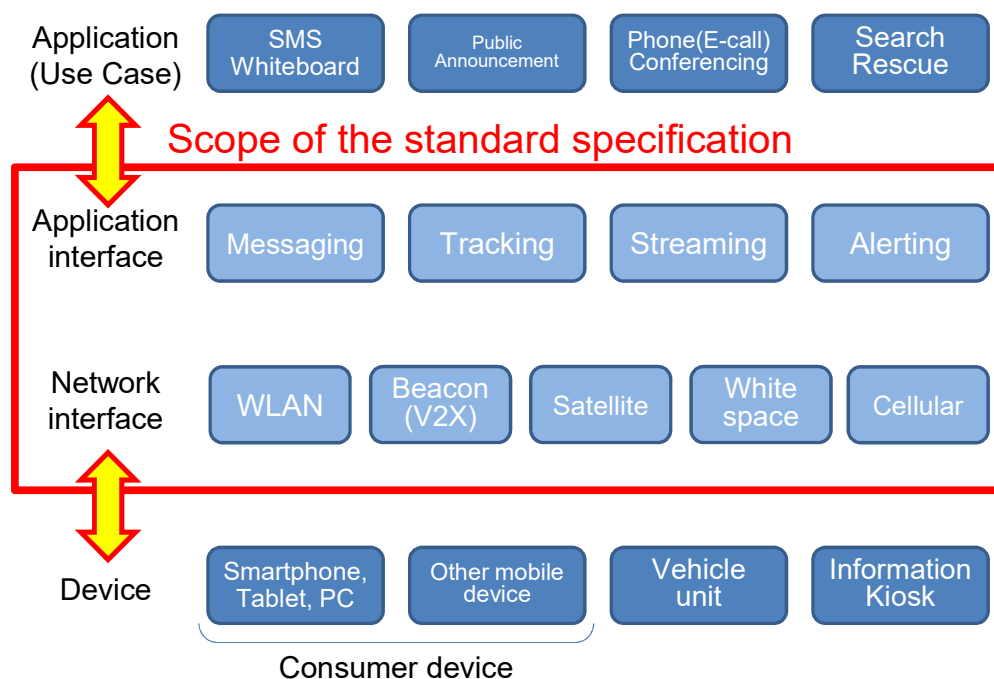 Application
(Use Case)
SMS
Whiteboard
Public
Announcement
Phone(E-call)
Conferencing
Search
Rescue
Scope of the standard specification
Application
interface
Messaging
Tracking
Streaming
Alerting
Network
interface
WLAN
Beacon
(V2X)
Satellite
White
space
Cellular
Device
Smartphone,
Tablet, PC
Other mobile
device
Vehicle
unit
Information
Kiosk
Consumer device